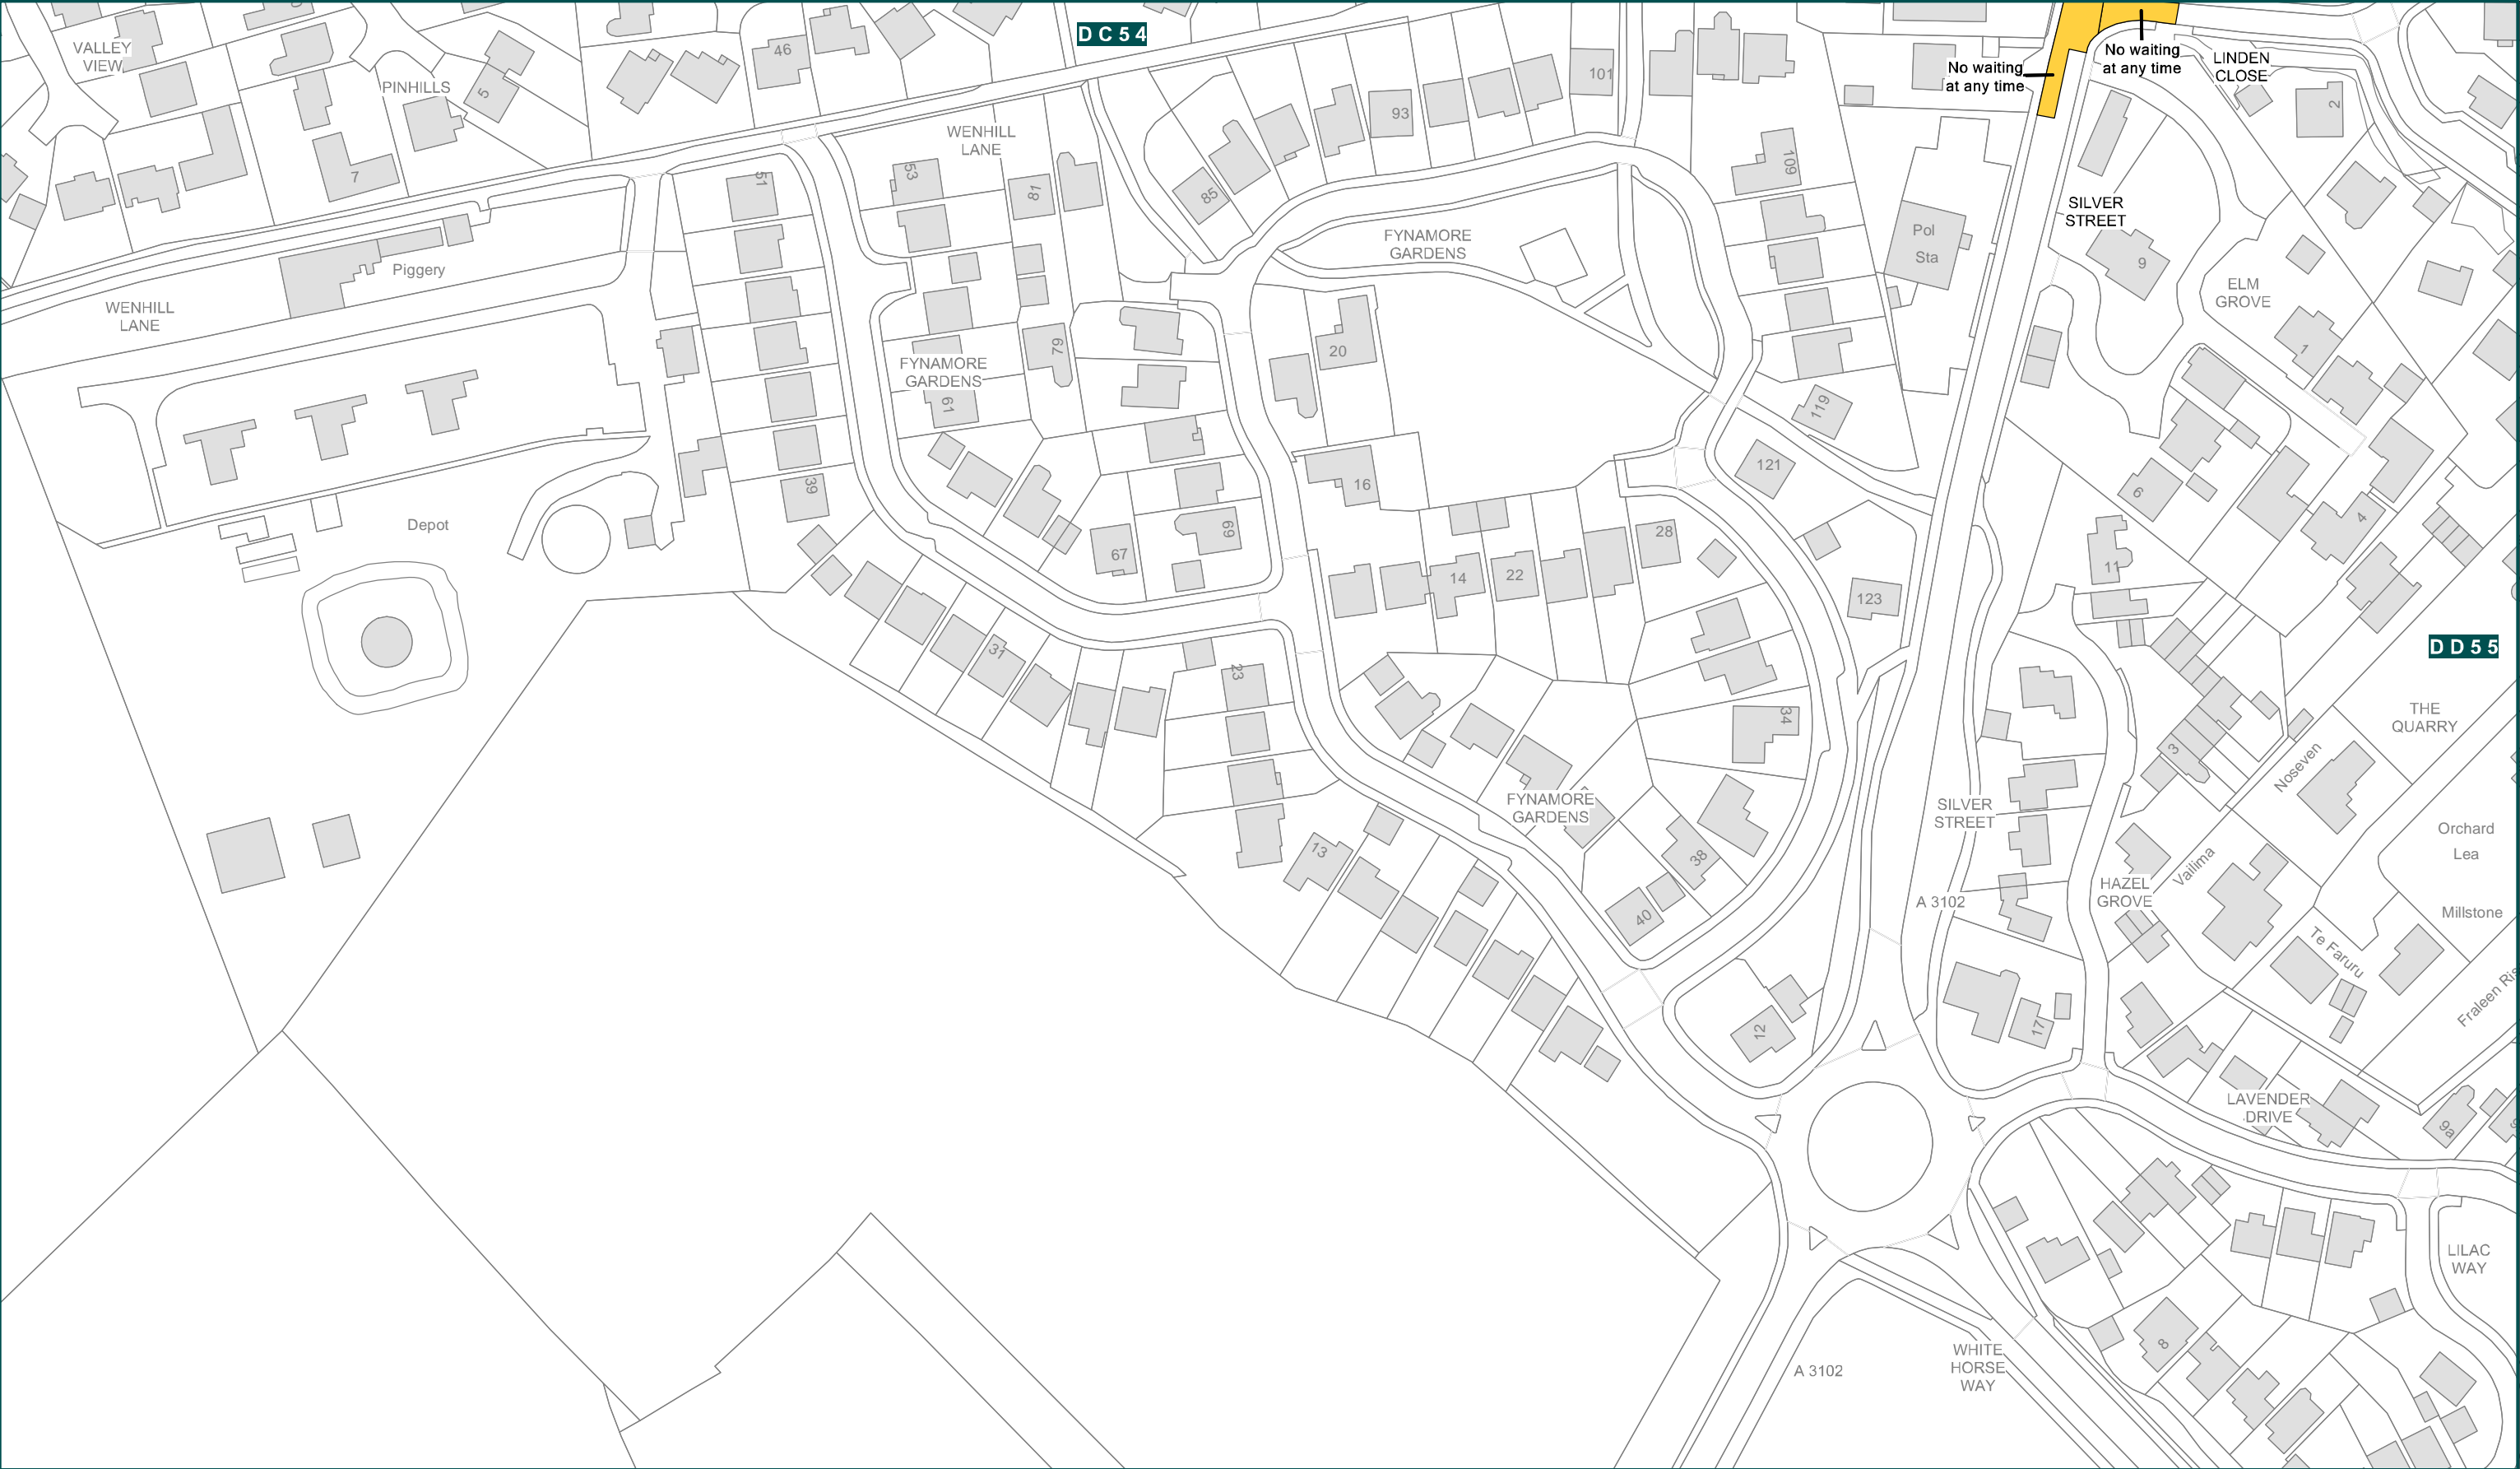 DC54
VALLEY
VIEW
PINHILLS
5
7
46
WENHILL
LANE
51
53
81
85
93
101
109
No waiting
at any time
No waiting
at any time
LINDEN
CLOSE
2
SILVER
STREET
9
Pol
Sta
ELM
GROVE
1
FYNAMORE
GARDENS
Piggery
WENHILL
LANE
FYNAMORE
GARDENS
61
79
20
119
121
16
39
6
4
Depot
67
69
14
22
28
123
11
31
23
34
DD55
THE
QUARRY
3
Noseven
FYNAMORE
GARDENS
SILVER
STREET
13
38
40
Orchard
Lea
Vailima
HAZEL
GROVE
A 3102
Millstone
Te Faruru
12
17
LAVENDER
DRIVE
9a
LILAC
WAY
8
WHITE
HORSE
WAY
A 3102